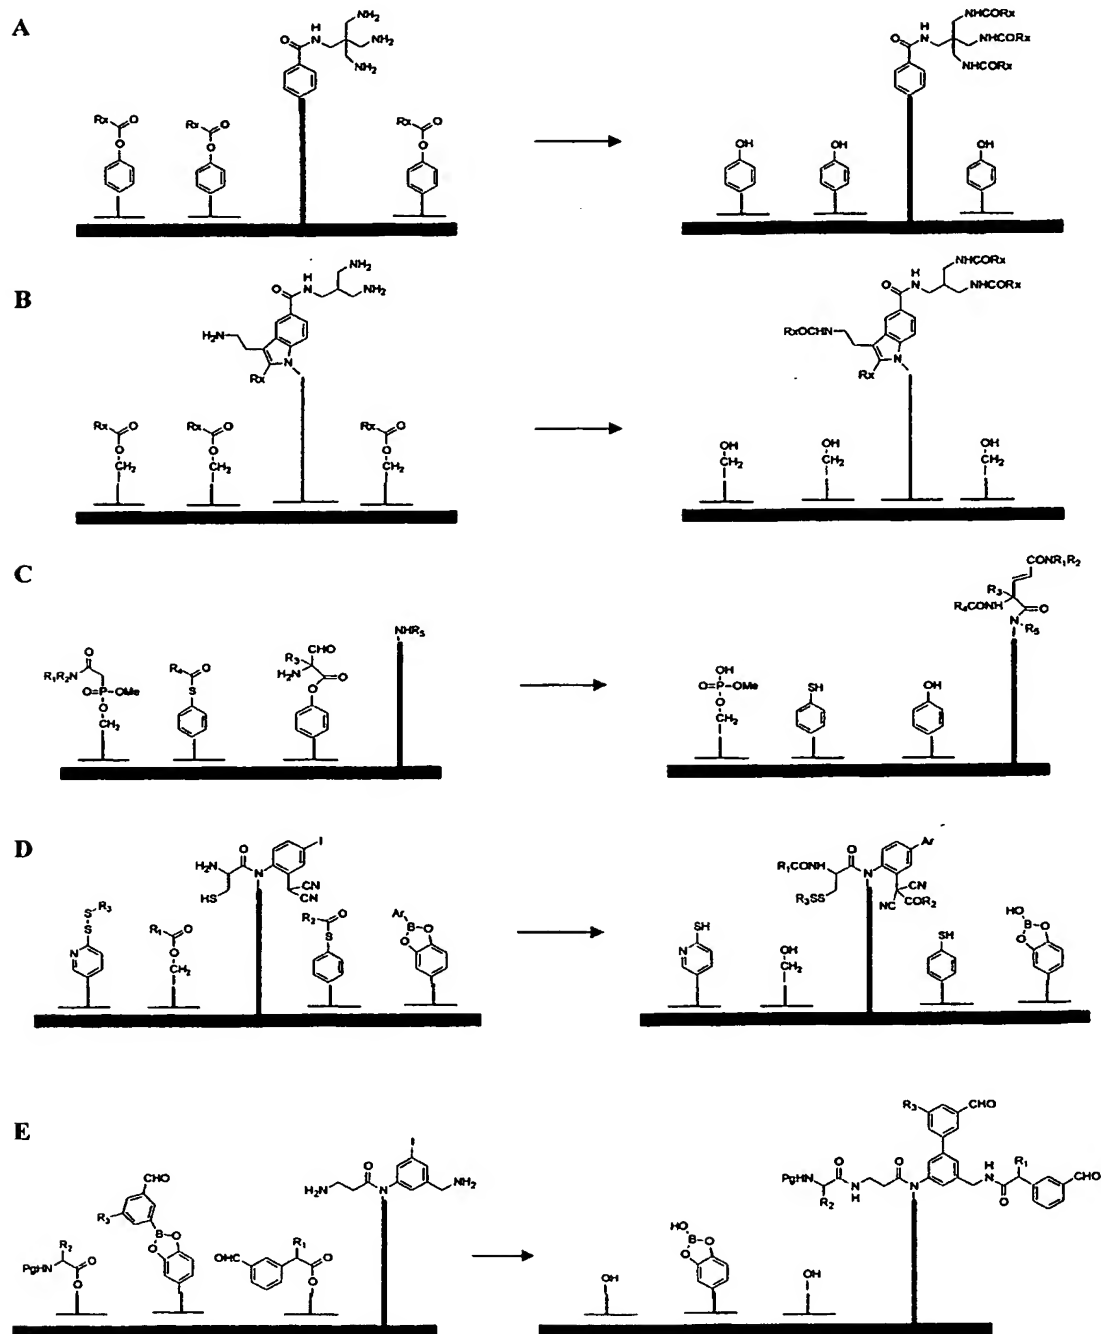 A
NH2
NH2
NH2
O
H
N
Rx
O
O
Rx
O
O
Rx
O
O
NHCORx
NHCORx
NHCORx
O
H
N
OH
OH
OH
B
NH2
NH2
H
N
O
H2N
N
Rx
Rx
O
O
CH2
Rx
O
O
CH2
Rx
O
O
CH2
NHCORx
NHCORx
H
N
O
RxOCHN
N
Rx
OH
CH2
OH
CH2
OH
CH2
C
O
R1R2N
O=P-OMe
O
CH2
R4
O
S
CHO
R3
H2N
O
O
NHR5
CONR1R2
R3
R4CONH
O
N
R5
OH
O=P-OMe
O
CH2
SH
OH
D
I
O
H2N
N
HS
CN
CN
R3
S
S
N
R1
O
O
CH2
R2
O
S
Ar
B
O
O
Ar
O
R1CONH
N
R3SS
CN
CN
COR2
SH
N
OH
CH2
SH
HO
B
O
O
E
I
O
H2N
N
NH2
CHO
R3
B
O
O
R2
PgHN
O
O
OHC
R1
O
O
R3
CHO
O
PgHN
R2
N
H
O
N
H
N
O
R1
CHO
OH
HO
B
O
O
OH